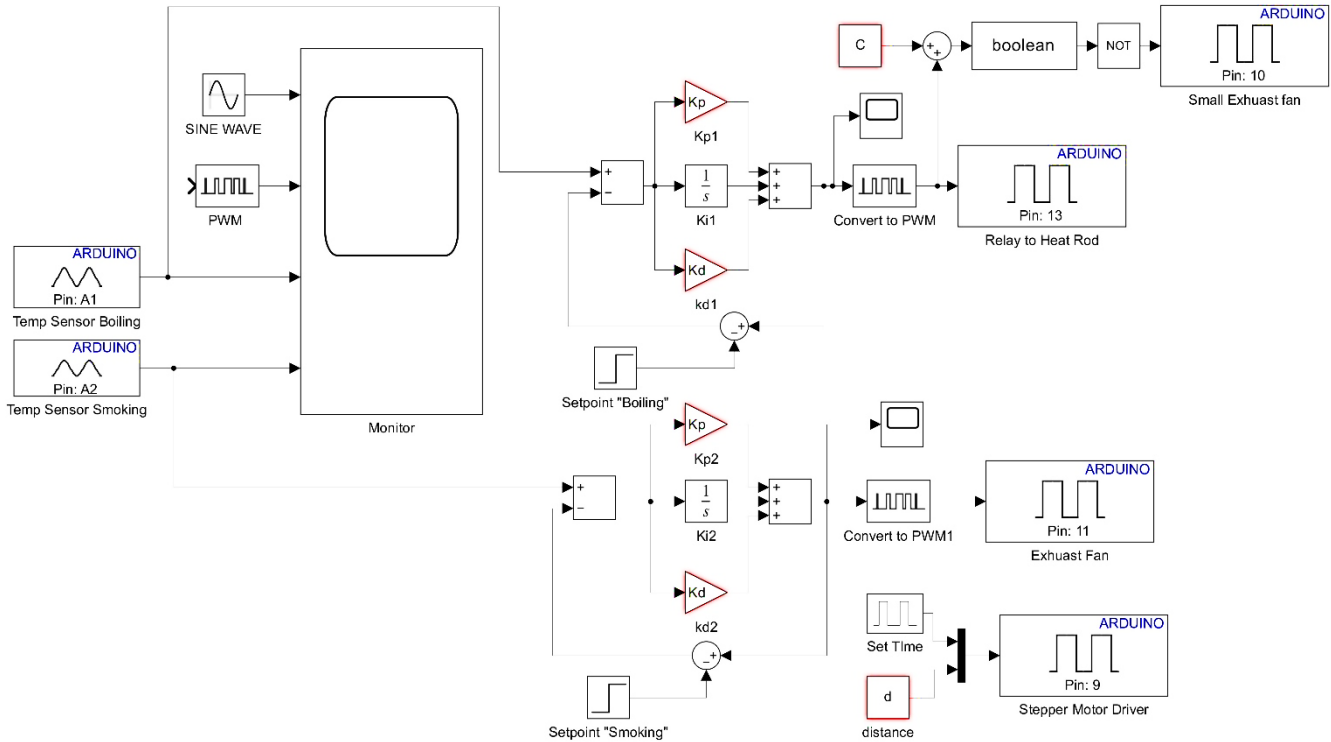 ARDUINO
C
+
+
boolean
NOT
Pin: 10
Small Exhuast fan
SINE WAVE
Kp
Kp1
PWM
+
−
1
s
Ki1
+
+
+
Convert to PWM
ARDUINO
Pin: 13
Relay to Heat Rod
ARDUINO
Pin: A1
Temp Sensor Boiling
Kd
kd1
−
+
ARDUINO
Pin: A2
Temp Sensor Smoking
Setpoint "Boiling"
Monitor
Kp
Kp2
+
−
1
s
Ki2
+
+
+
Convert to PWM1
ARDUINO
Pin: 11
Exhuast Fan
Kd
kd2
−
+
Setpoint "Smoking"
Set TIme
d
distance
ARDUINO
Pin: 9
Stepper Motor Driver